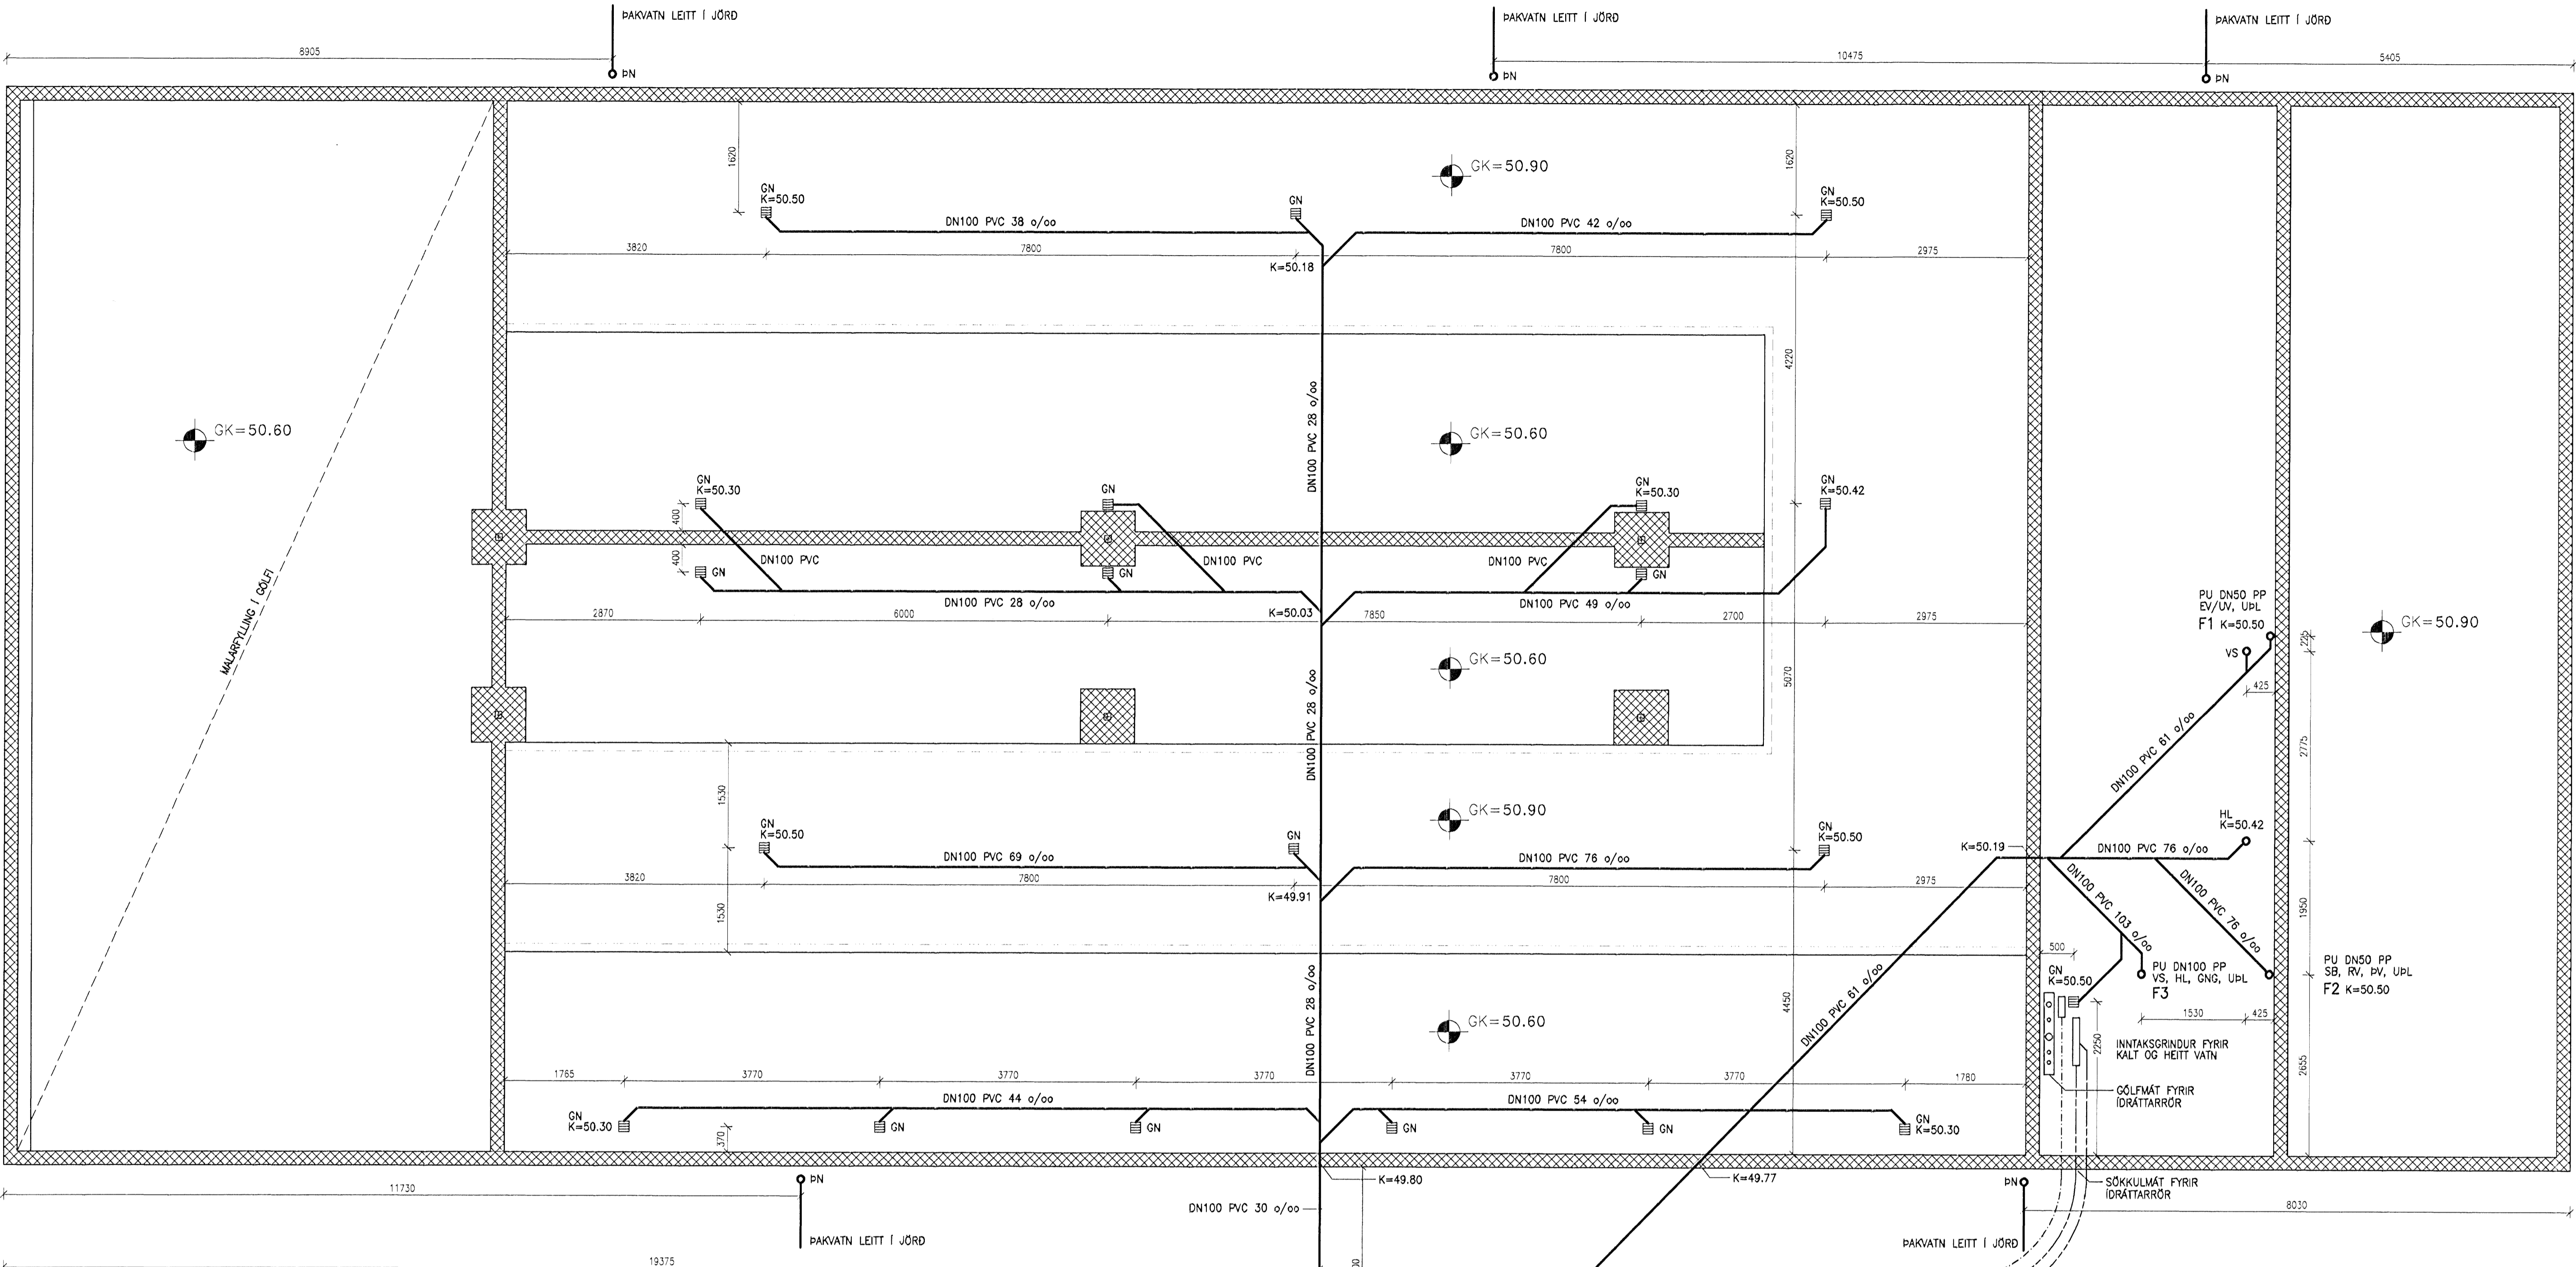 ÞAKVATN LEITT Í JÖRÐ
ÞAKVATN LEITT Í JÖRÐ
ÞAKVATN LEITT Í JÖRÐ
8905
10475
5405
ÞN
ÞN
ÞN
1620
1620
GK=50.90
GN
K=50.50
GN
GN
K=50.50
DN100 PVC 38 o/oo
DN100 PVC 42 o/oo
3820
7800
7800
2975
K=50.18
4220
DN100 PVC 28 o/oo
GK=50.60
GK=50.60
GN
K=50.30
GN
GN
K=50.30
GN
K=50.42
400
400
DN100 PVC
DN100 PVC
DN100 PVC
GN
GN
GN
DN100 PVC 28 o/oo
DN100 PVC 49 o/oo
K=50.03
2870
6000
7850
2700
2975
MALARFYLLING Í GÓLFI
PU DN50 PP
EV/UV, UÞL
F1 K=50.50
GK=50.90
225
VS
425
GK=50.60
5070
DN100 PVC 28 o/oo
DN100 PVC 61 o/oo
2775
1530
GK=50.90
GN
K=50.50
GN
GN
K=50.50
HL
K=50.42
DN100 PVC 69 o/oo
DN100 PVC 76 o/oo
K=50.19
DN100 PVC 76 o/oo
3820
7800
7800
2975
K=49.91
1530
DN100 PVC 103 o/oo
DN100 PVC 76 o/oo
1950
500
GN
K=50.50
PU DN100 PP
VS, HL, GNG, UÞL
F3
PU DN50 PP
SB, RV, ÞV, UÞL
F2 K=50.50
DN100 PVC 28 o/oo
GK=50.60
4450
DN100 PVC 61 o/oo
1530
425
2250
INNTAKSGRINDUR FYRIR
KALT OG HEITT VATN
2655
1765
3770
3770
3770
3770
3770
1780
GÓLFMÁT FYRIR
ÍDRÁTTARRÖR
DN100 PVC 44 o/oo
DN100 PVC 54 o/oo
GN
K=50.30
GN
GN
GN
GN
GN
K=50.30
370
K=49.80
K=49.77
ÞN
ÞN
SÖKKULMÁT FYRIR
ÍDRÁTTARRÖR
11730
8030
DN100 PVC 30 o/oo
ÞAKVATN LEITT Í JÖRÐ
ÞAKVATN LEITT Í JÖRÐ
19375